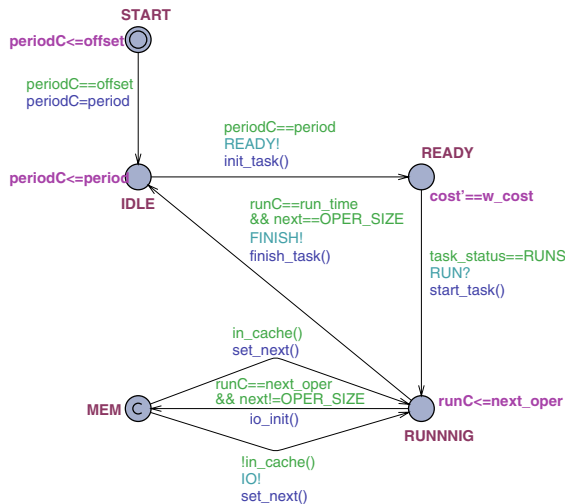 START
periodC<=offset
periodC==offset
periodC=period
periodC<=period
IDLE
periodC==period
READY!
init_task()
READY
cost'==w_cost
runC==run_time
&& next==OPER_SIZE
FINISH!
finish_task()
task_status==RUNS
RUN?
start_task()
in_cache()
set_next()
runC==next_oper
&& next!=OPER_SIZE
io_init()
MEM
C
runC<=next_oper
RUNNNIG
!in_cache()
IO!
set_next()